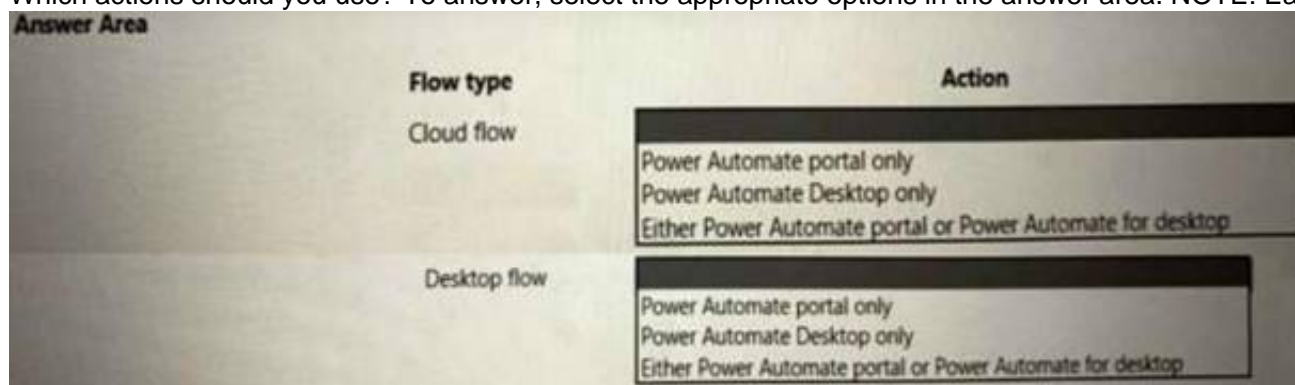 Which actions should you use? To answer, select the appropriate options in the answer area. NOTE:
Answer Area
Flow type Action
Cloud flow
Power Automate portal only
Power Automate Desktop only
Either Power Automate portal or Power Automate for desktop
Desktop flow
Power Automate portal only
Power Automate Desktop only
Either Power Automate portal or Power Automate for desktop